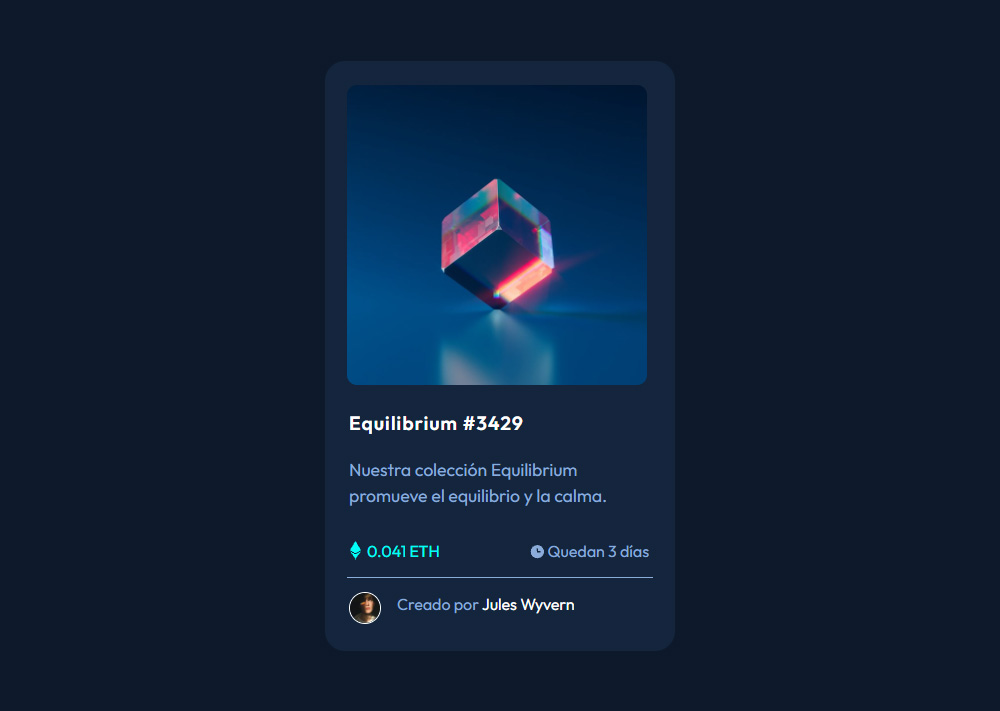 Equilibrium #3429
Nuestra colección Equilibrium
promueve el equilibrio y la calma.
0.041 ETH
Quedan 3 días
Creado por Jules Wyvern